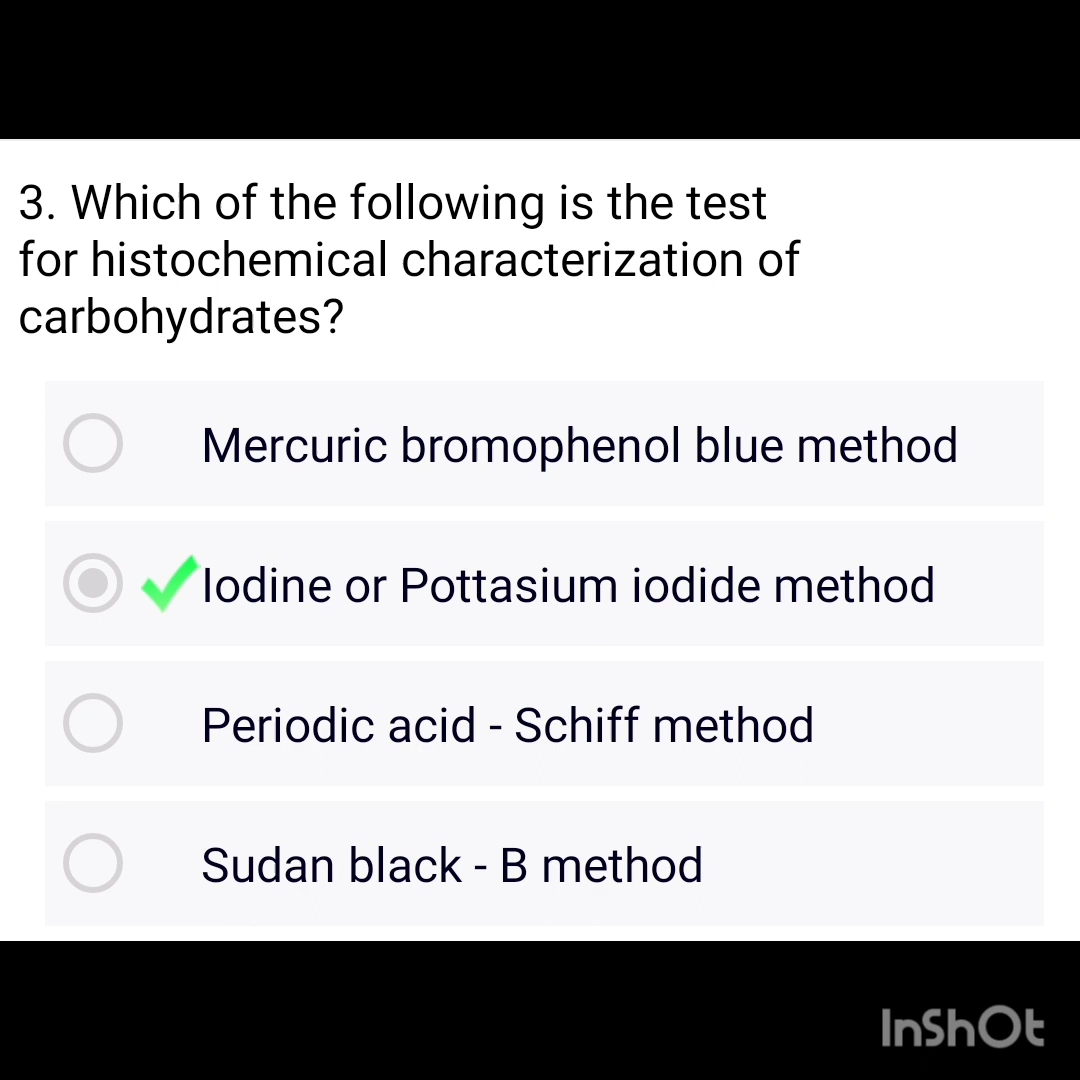 3. Which of the following is the test
for histochemical characterization of
carbohydrates?
Mercuric bromophenol blue method
Iodine or Pottasium iodide method
Periodic acid - Schiff method
Sudan black - B method
InShOt